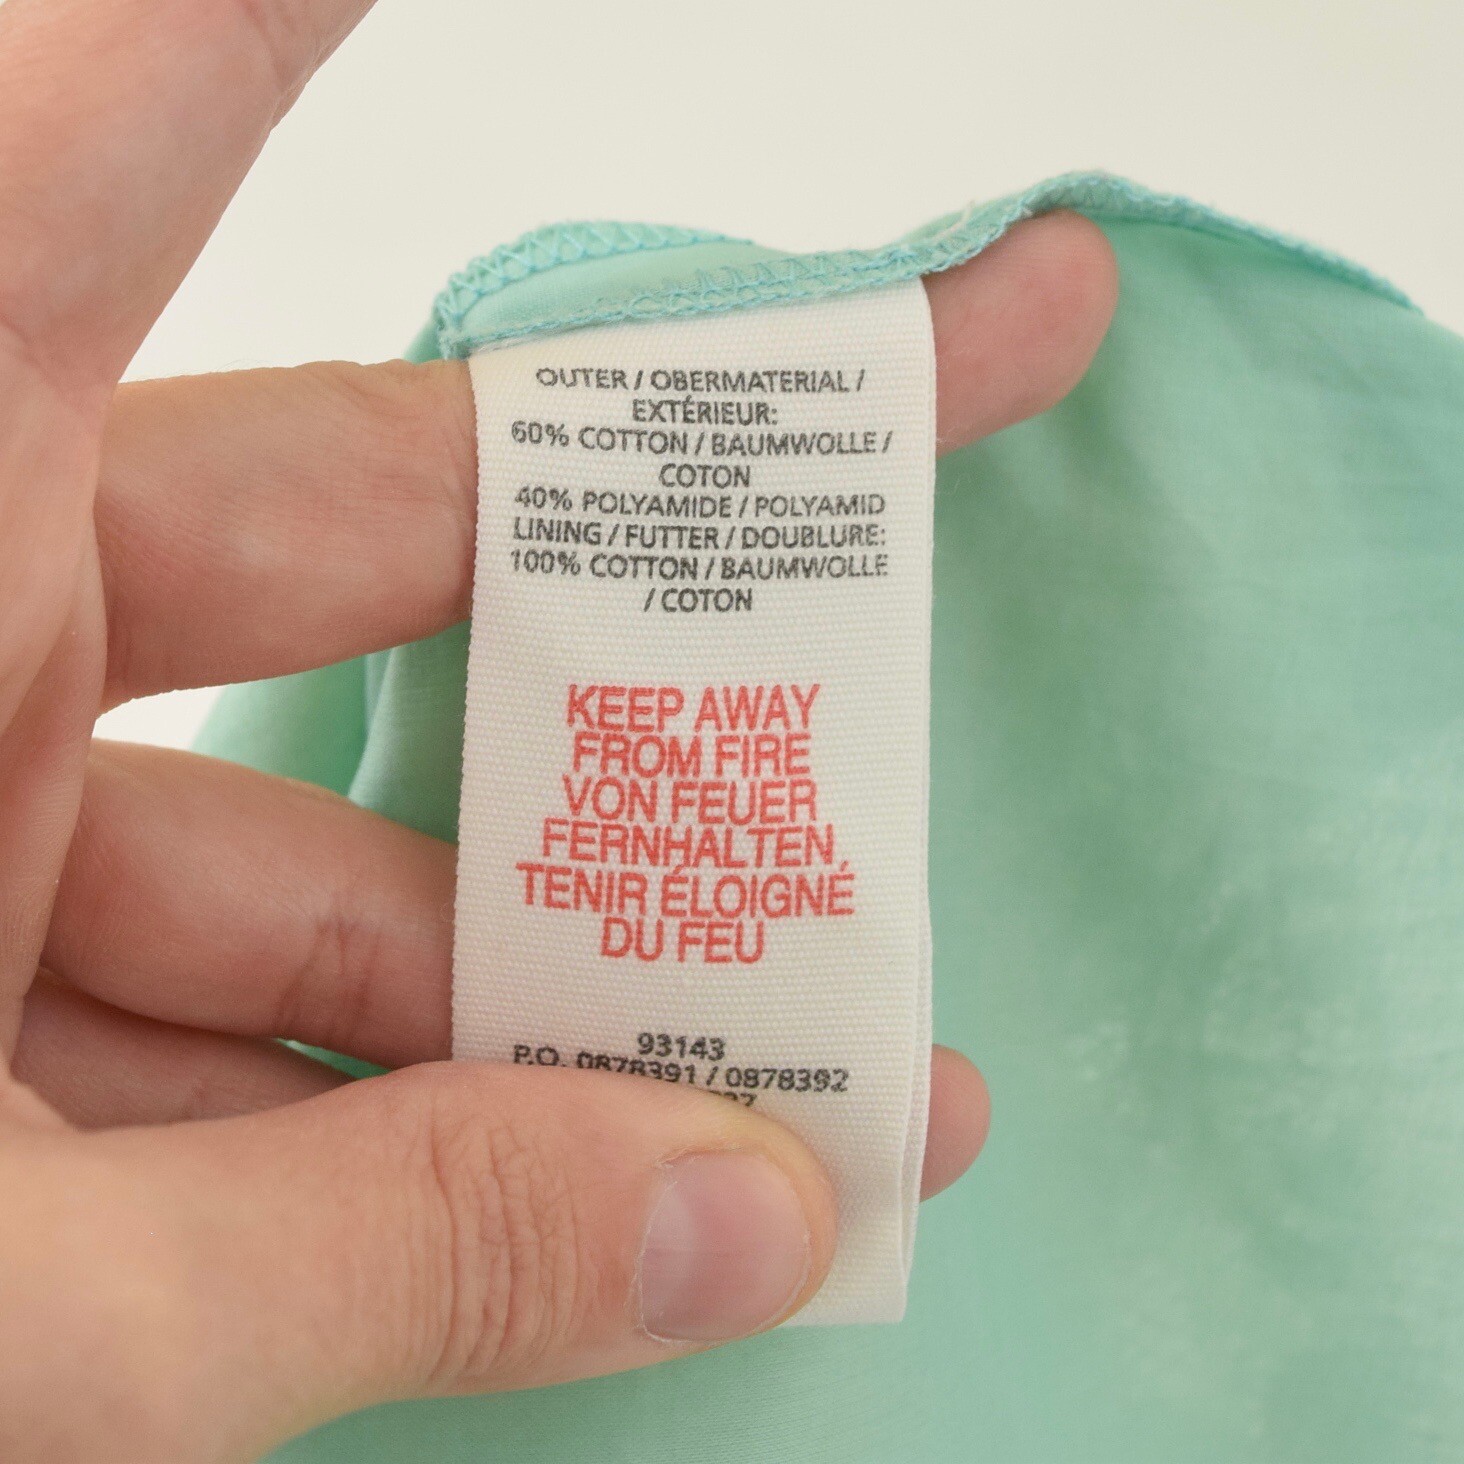 OUTER / OBERMATERIAL /
EXTÉRIEUR:
60% COTTON / BAUMWOLLE /
COTON
40% POLYAMIDE / POLYAMID
LINING / FUTTER / DOUBLURE:
100% COTTON / BAUMWOLLE
/ COTON
KEEP AWAY
FROM FIRE
VON FEUER
FERNHALTEN
TENIR ÉLOIGNÉ
DU FEU
93143
P.O. 0878391 / 0878392